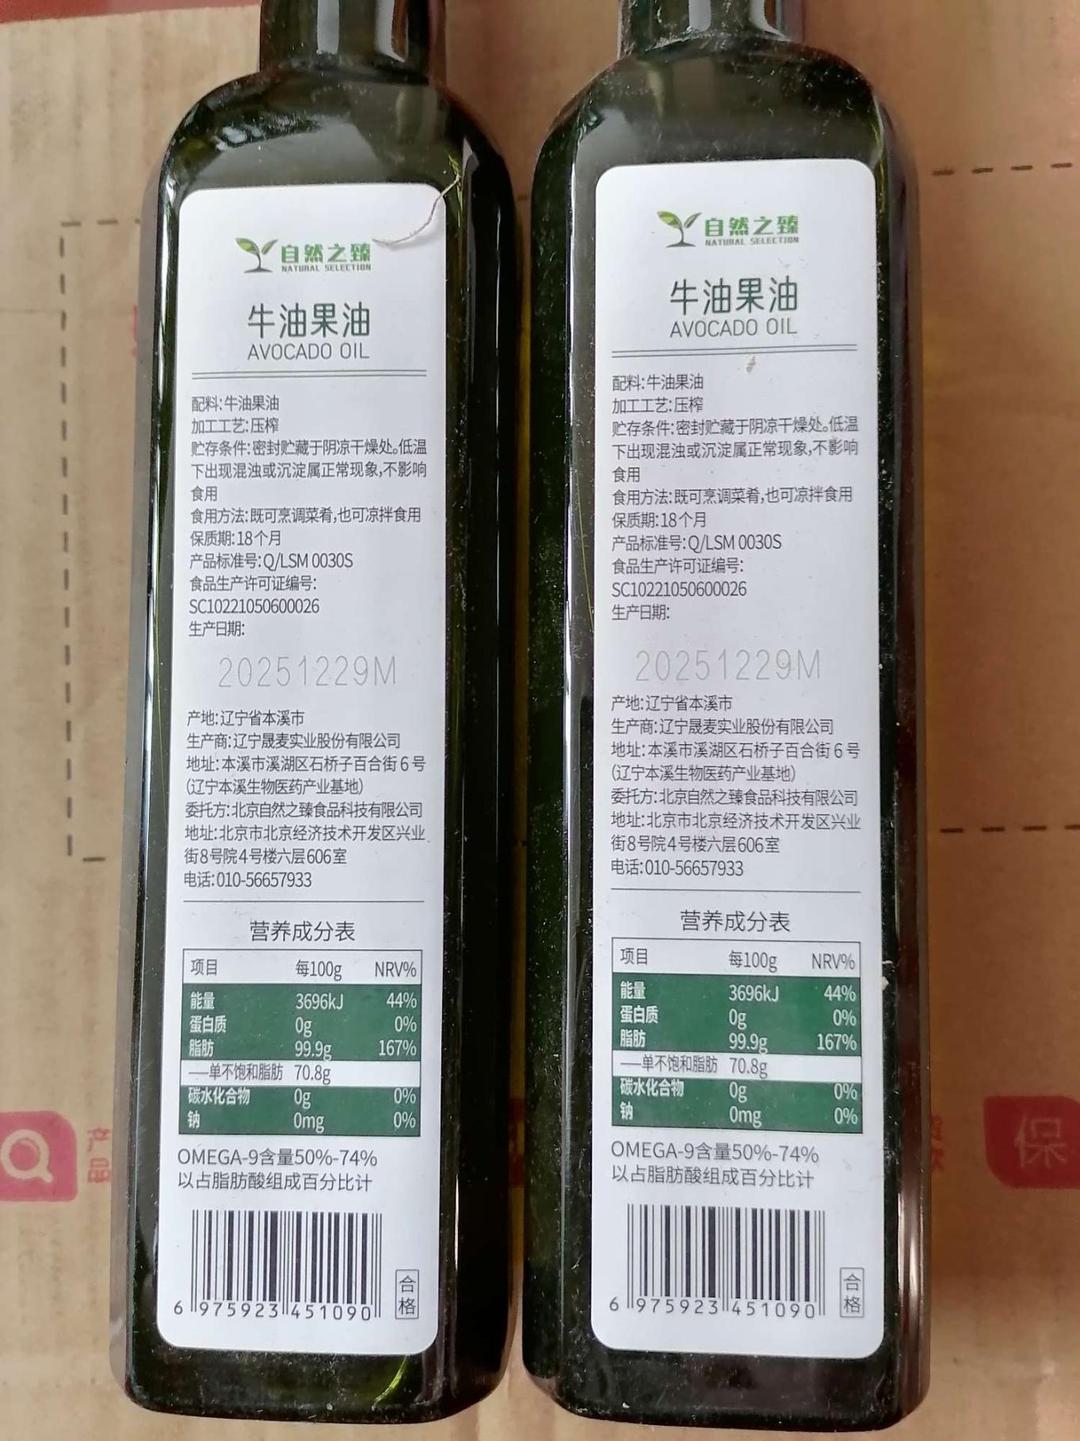 自然之臻
NATURAL SELECTION
牛油果油
AVOCADO OIL
配料:牛油果油
加工工艺:压榨
贮存条件:密封贮藏于阴凉干燥处。低温
下出现混浊或沉淀属正常现象,不影响
食用
食用方法:既可烹调菜肴,也可凉拌食用
保质期:18个月
产品标准号:Q/LSM 0030S
食品生产许可证编号:
SC10221050600026
生产日期:
20251229M
产地:辽宁省本溪市
生产商:辽宁晟麦实业股份有限公司
地址:本溪市溪湖区石桥子百合街6号
(辽宁本溪生物医药产业基地)
委托方:北京自然之臻食品科技有限公司
地址:北京市北京经济技术开发区兴业
街8号院4号楼六层606室
电话:010-56657933
营养成分表
项目 每100g NRV%
能量 3696kJ 44%
蛋白质 0g 0%
脂肪 99.9g 167%
——单不饱和脂肪 70.8g
碳水化合物 0g 0%
钠 0mg 0%
OMEGA-9含量50%-74%
以占脂肪酸组成百分比计
6 975923 451090
合格
自然之臻
NATURAL SELECTION
牛油果油
AVOCADO OIL
配料:牛油果油
加工工艺:压榨
贮存条件:密封贮藏于阴凉干燥处。低温
下出现混浊或沉淀属正常现象,不影响
食用
食用方法:既可烹调菜肴,也可凉拌食用
保质期:18个月
产品标准号:Q/LSM 0030S
食品生产许可证编号:
SC10221050600026
生产日期:
20251229M
产地:辽宁省本溪市
生产商:辽宁晟麦实业股份有限公司
地址:本溪市溪湖区石桥子百合街6号
(辽宁本溪生物医药产业基地)
委托方:北京自然之臻食品科技有限公司
地址:北京市北京经济技术开发区兴业
街8号院4号楼六层606室
电话:010-56657933
营养成分表
项目 每100g NRV%
能量 3696kJ 44%
蛋白质 0g 0%
脂肪 99.9g 167%
——单不饱和脂肪 70.8g
碳水化合物 0g 0%
钠 0mg 0%
OMEGA-9含量50%-74%
以占脂肪酸组成百分比计
6 975923 451090
合格
产
品
保